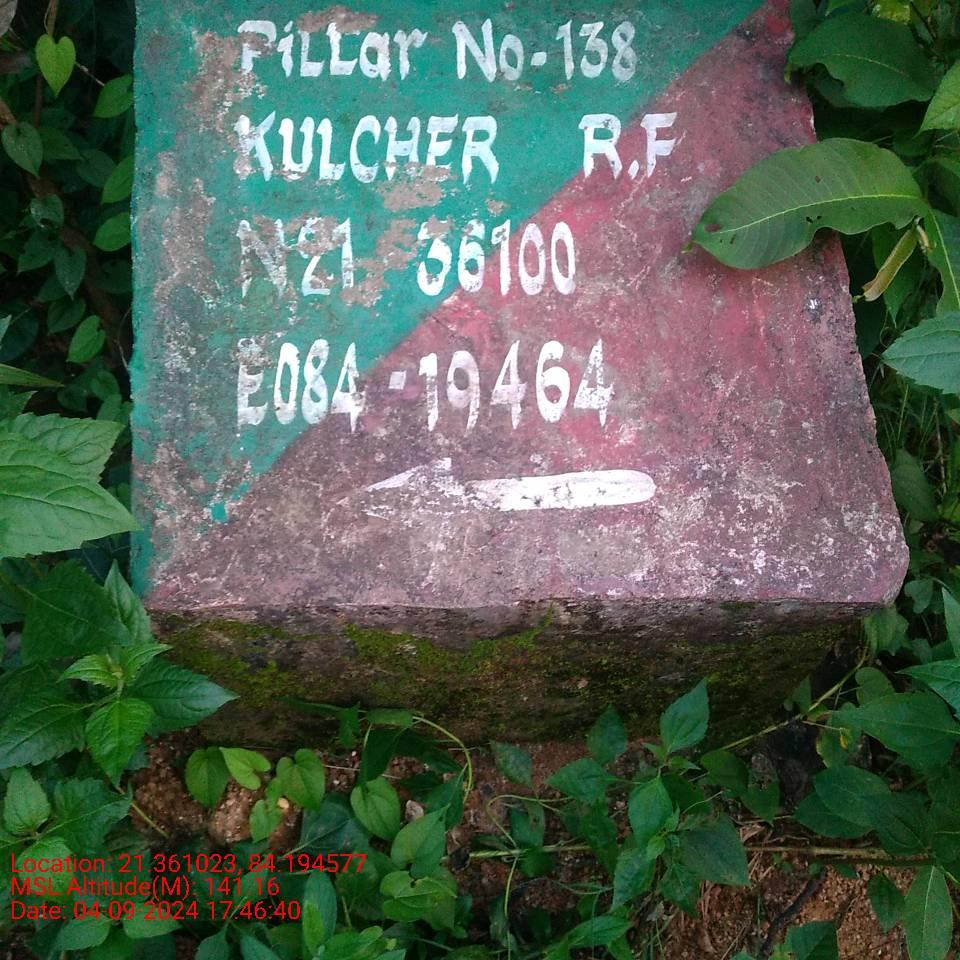 Pillar No-138
KULCHER R.F
N21 36100
E084-19464
Location: 21.361023, 84.194577
MSL Altitude(M): 141.16
Date: 04-09-2024 17:46:40